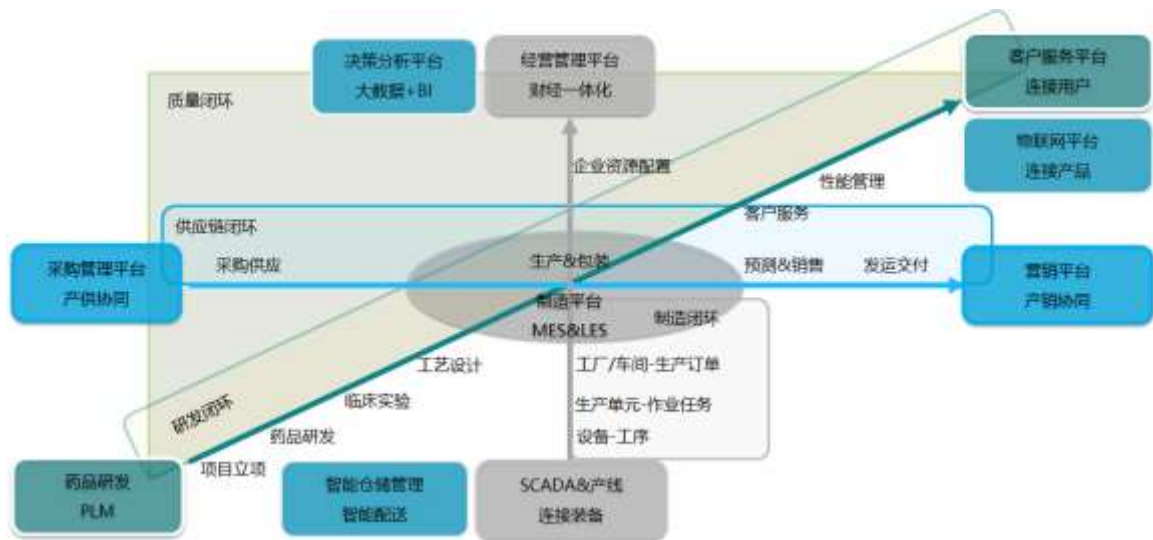 决策分析平台
大数据+BI
经营管理平台
财经一体化
客户服务平台
连接用户
质量闭环
物联网平台
连接产品
企业资源配置
性能管理
供应链闭环
客户服务
采购管理平台
产供协同
采购供应
生产&包装
预测&销售
发运交付
营销平台
产销协同
制造平台
MES&LES
制造闭环
工艺设计
工厂/车间-生产订单
临床实验
生产单元-作业任务
研发闭环
药品研发
设备-工序
项目立项
药品研发
PLM
智能仓储管理
智能配送
SCADA&产线
连接装备